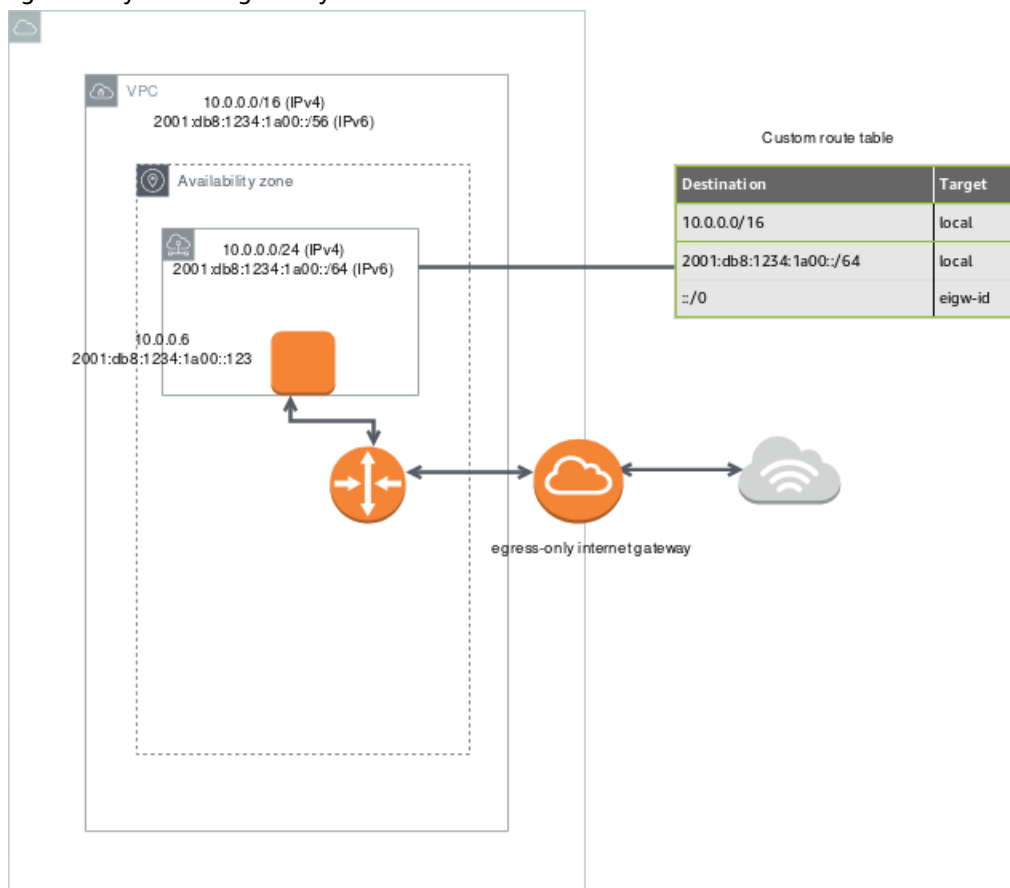 VPC
10.0.0.0/16 (IPv4)
2001:db8:1234:1a00::/56 (IPv6)
Custom route table
Availability zone
Destination Target
10.0.0.0/16 local
2001:db8:1234:1a00::/64 local
::/0 eigw-id
10.0.0.0/24 (IPv4)
2001:db8:1234:1a00::/64 (IPv6)
10.0.0.6
2001:db8:1234:1a00::123
egress-only internet gateway